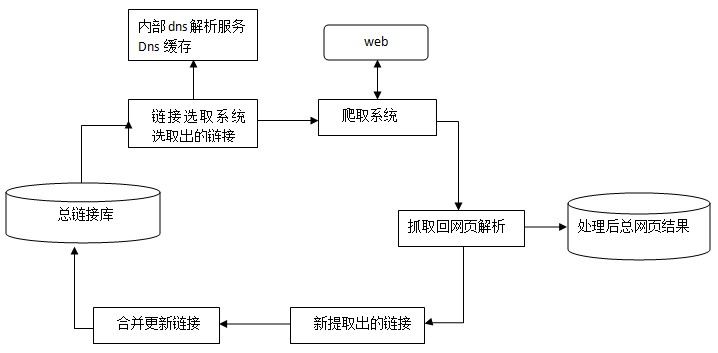 内部 dns 解析服务
Dns 缓存
web
链接选取系统
选取出的链接
爬取系统
总链接库
抓取回网页解析
处理后总网页结果
合并更新链接
新提取出的链接